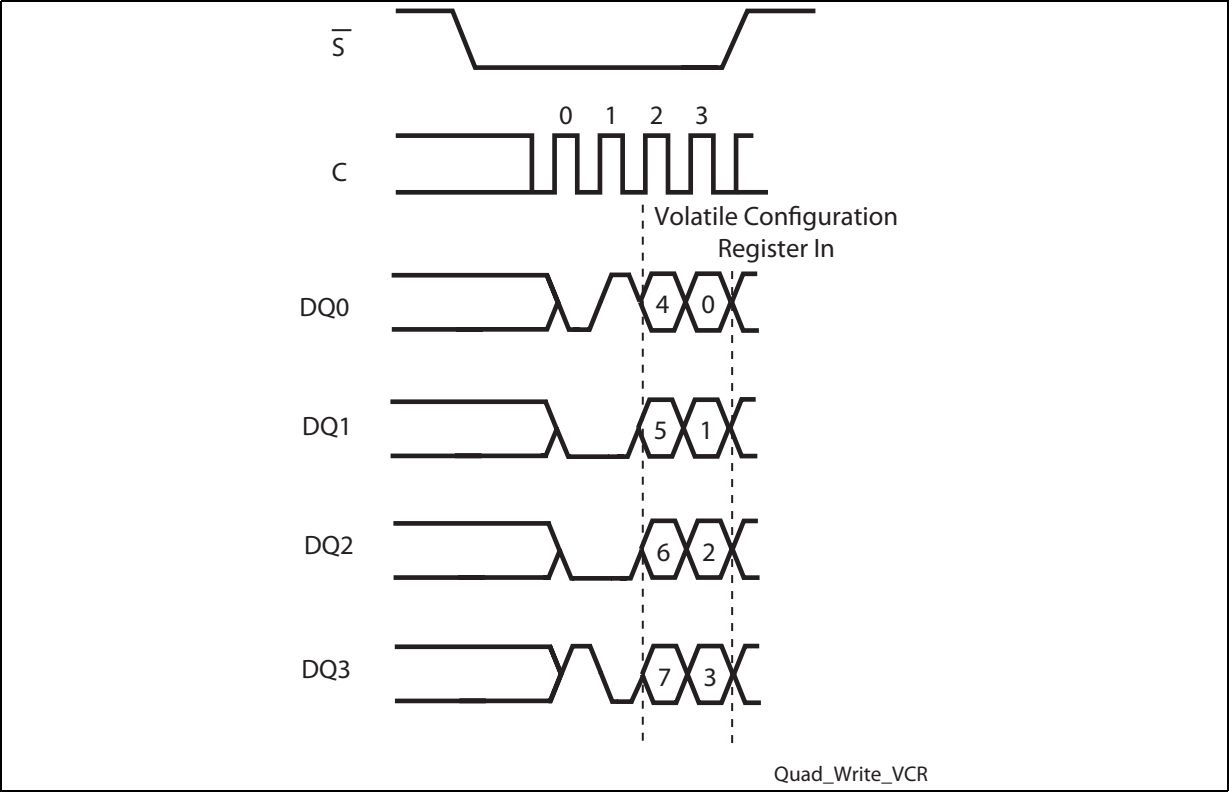 S̅
0 1 2 3
C
Volatile Configuration
Register In
DQ0
4 0
DQ1
5 1
DQ2
6 2
DQ3
7 3
Quad_Write_VCR